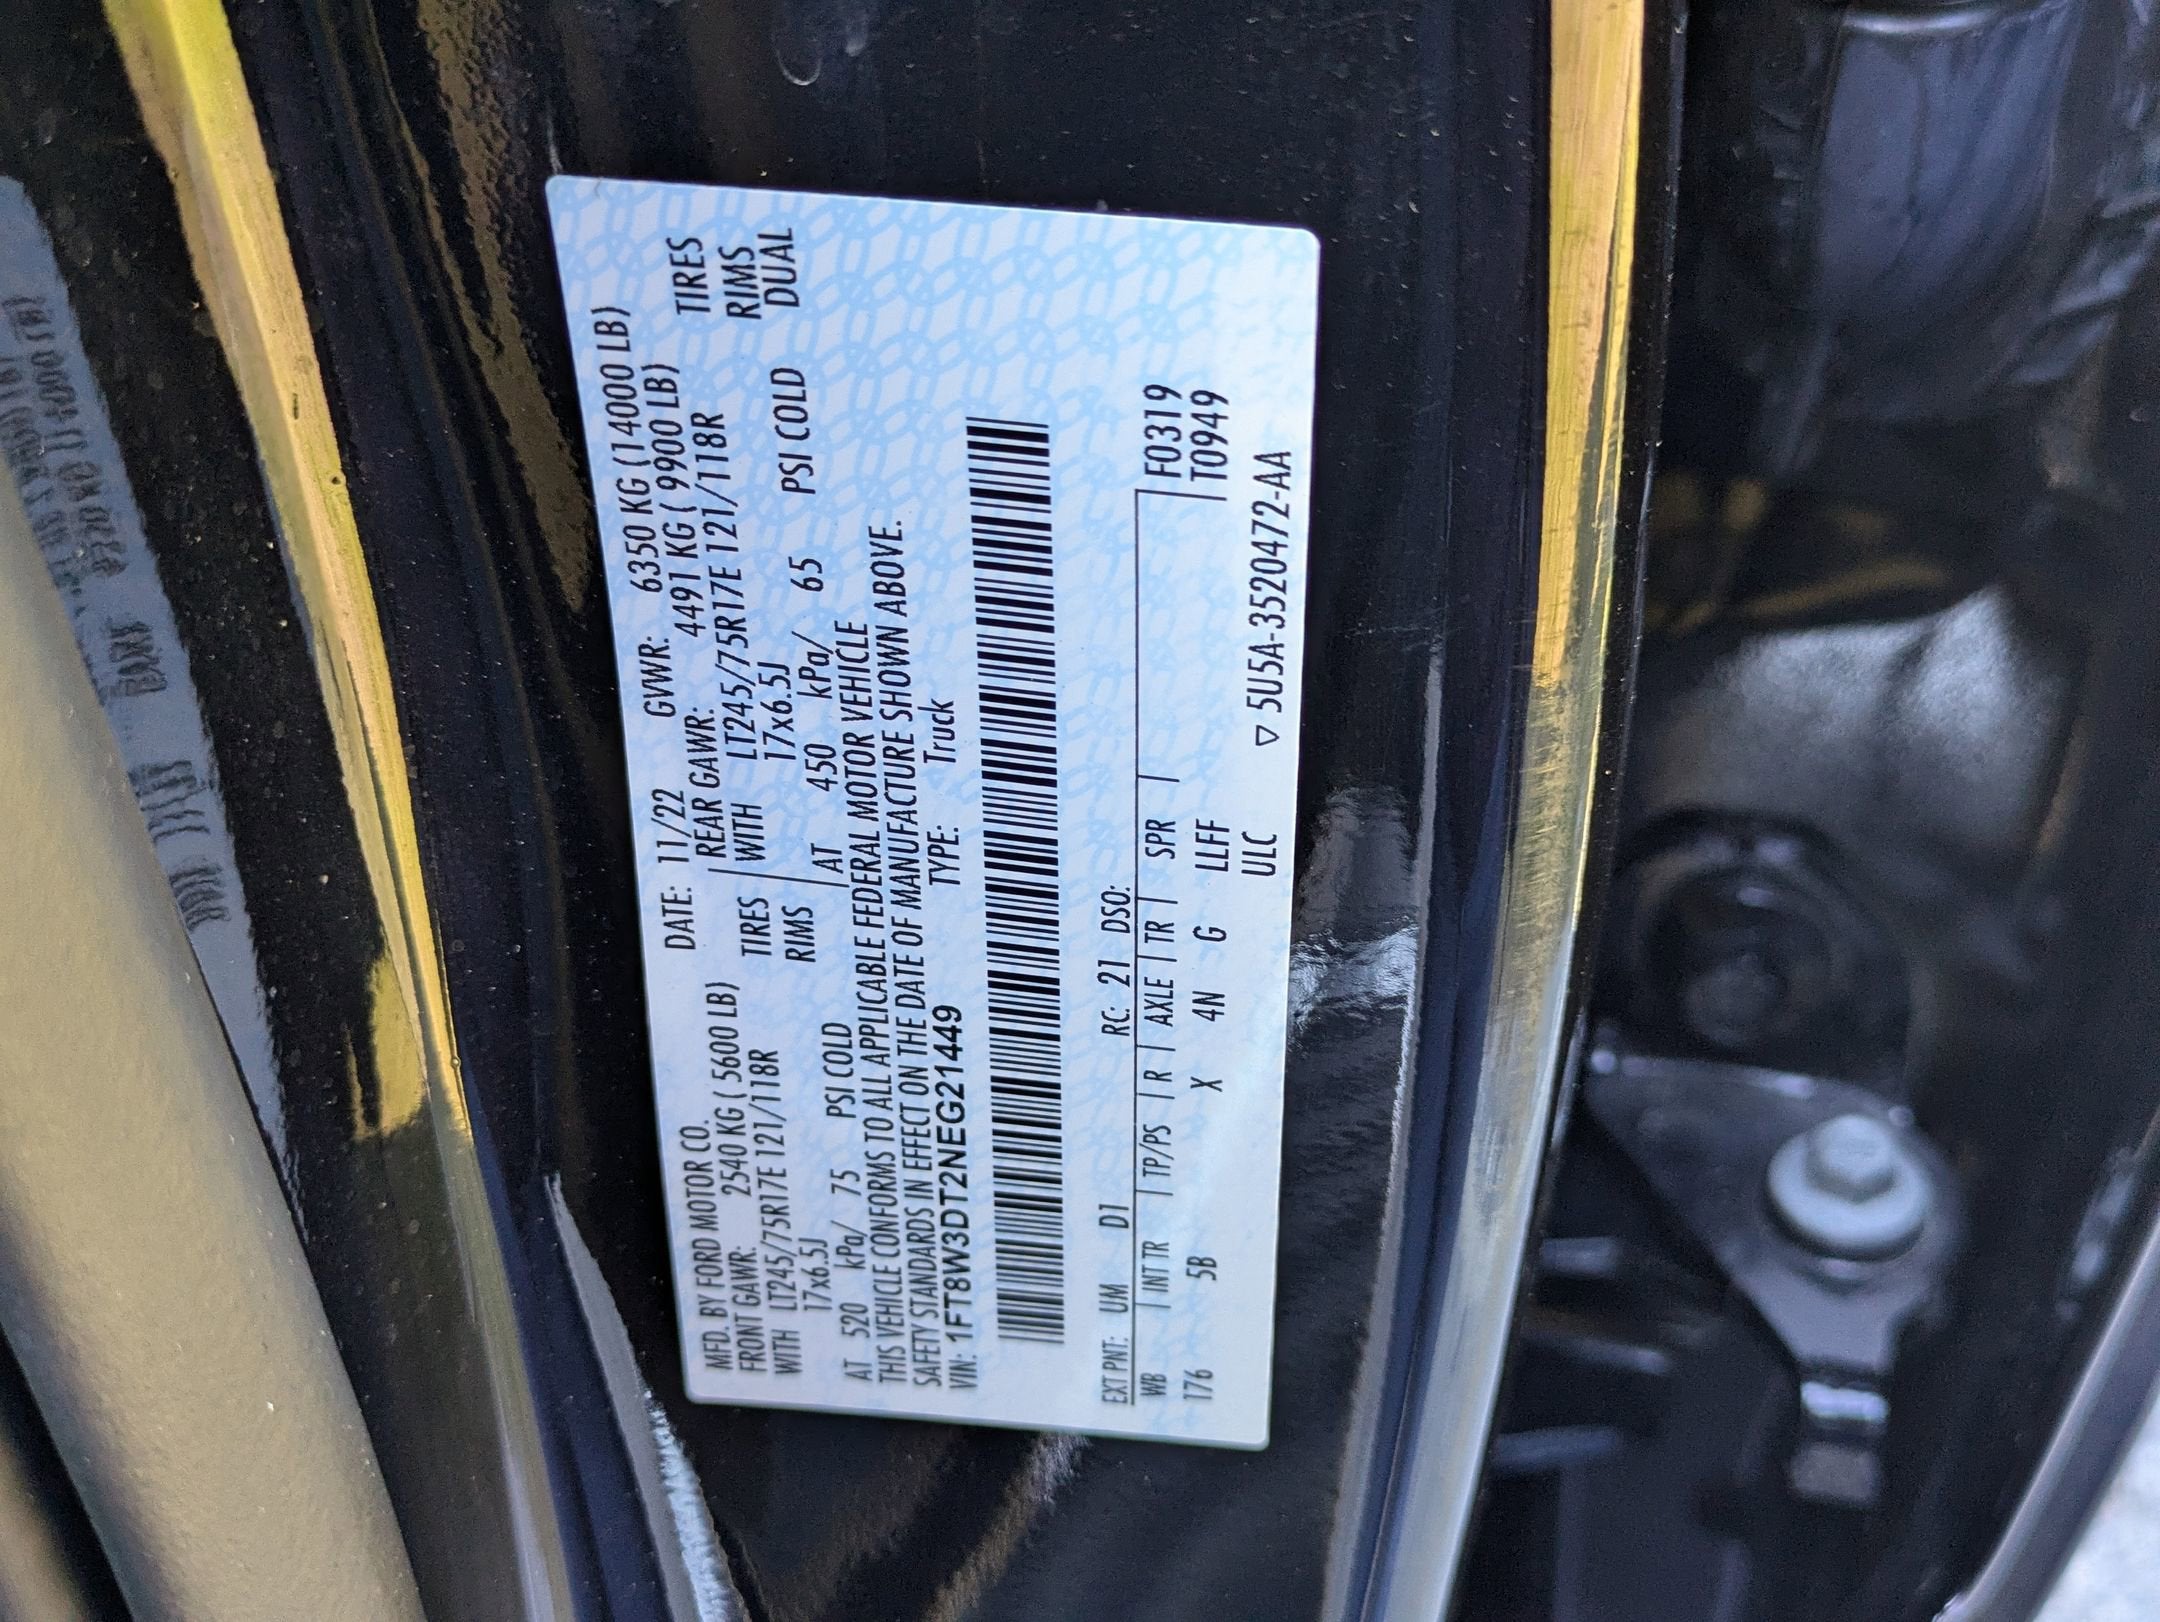 MFD. BY FORD MOTOR CO. DATE: 11/22 GVWR: 6350 KG (14000 LB)
FRONT GAWR: 2540 KG ( 5600 LB) REAR GAWR: 4491 KG ( 9900 LB)
WITH LT245/75R17E 121/118R TIRES WITH LT245/75R17E 121/118R TIRES
17x6.5J RIMS 17x6.5J RIMS
AT 520 kPa/ 75 PSI COLD AT 450 kPa/ 65 PSI COLD DUAL
THIS VEHICLE CONFORMS TO ALL APPLICABLE FEDERAL MOTOR VEHICLE
SAFETY STANDARDS IN EFFECT ON THE DATE OF MANUFACTURE SHOWN ABOVE.
VIN: 1FT8W3DT2NEG21449 TYPE: Truck
EXT PNT: UM D1 RC: 21 DSO: F0319
WB INT TR TP/PS R AXLE TR SPR T0949
176 5B X 4N G LLFF
ULC ▽ 5U5A-3520472-AA